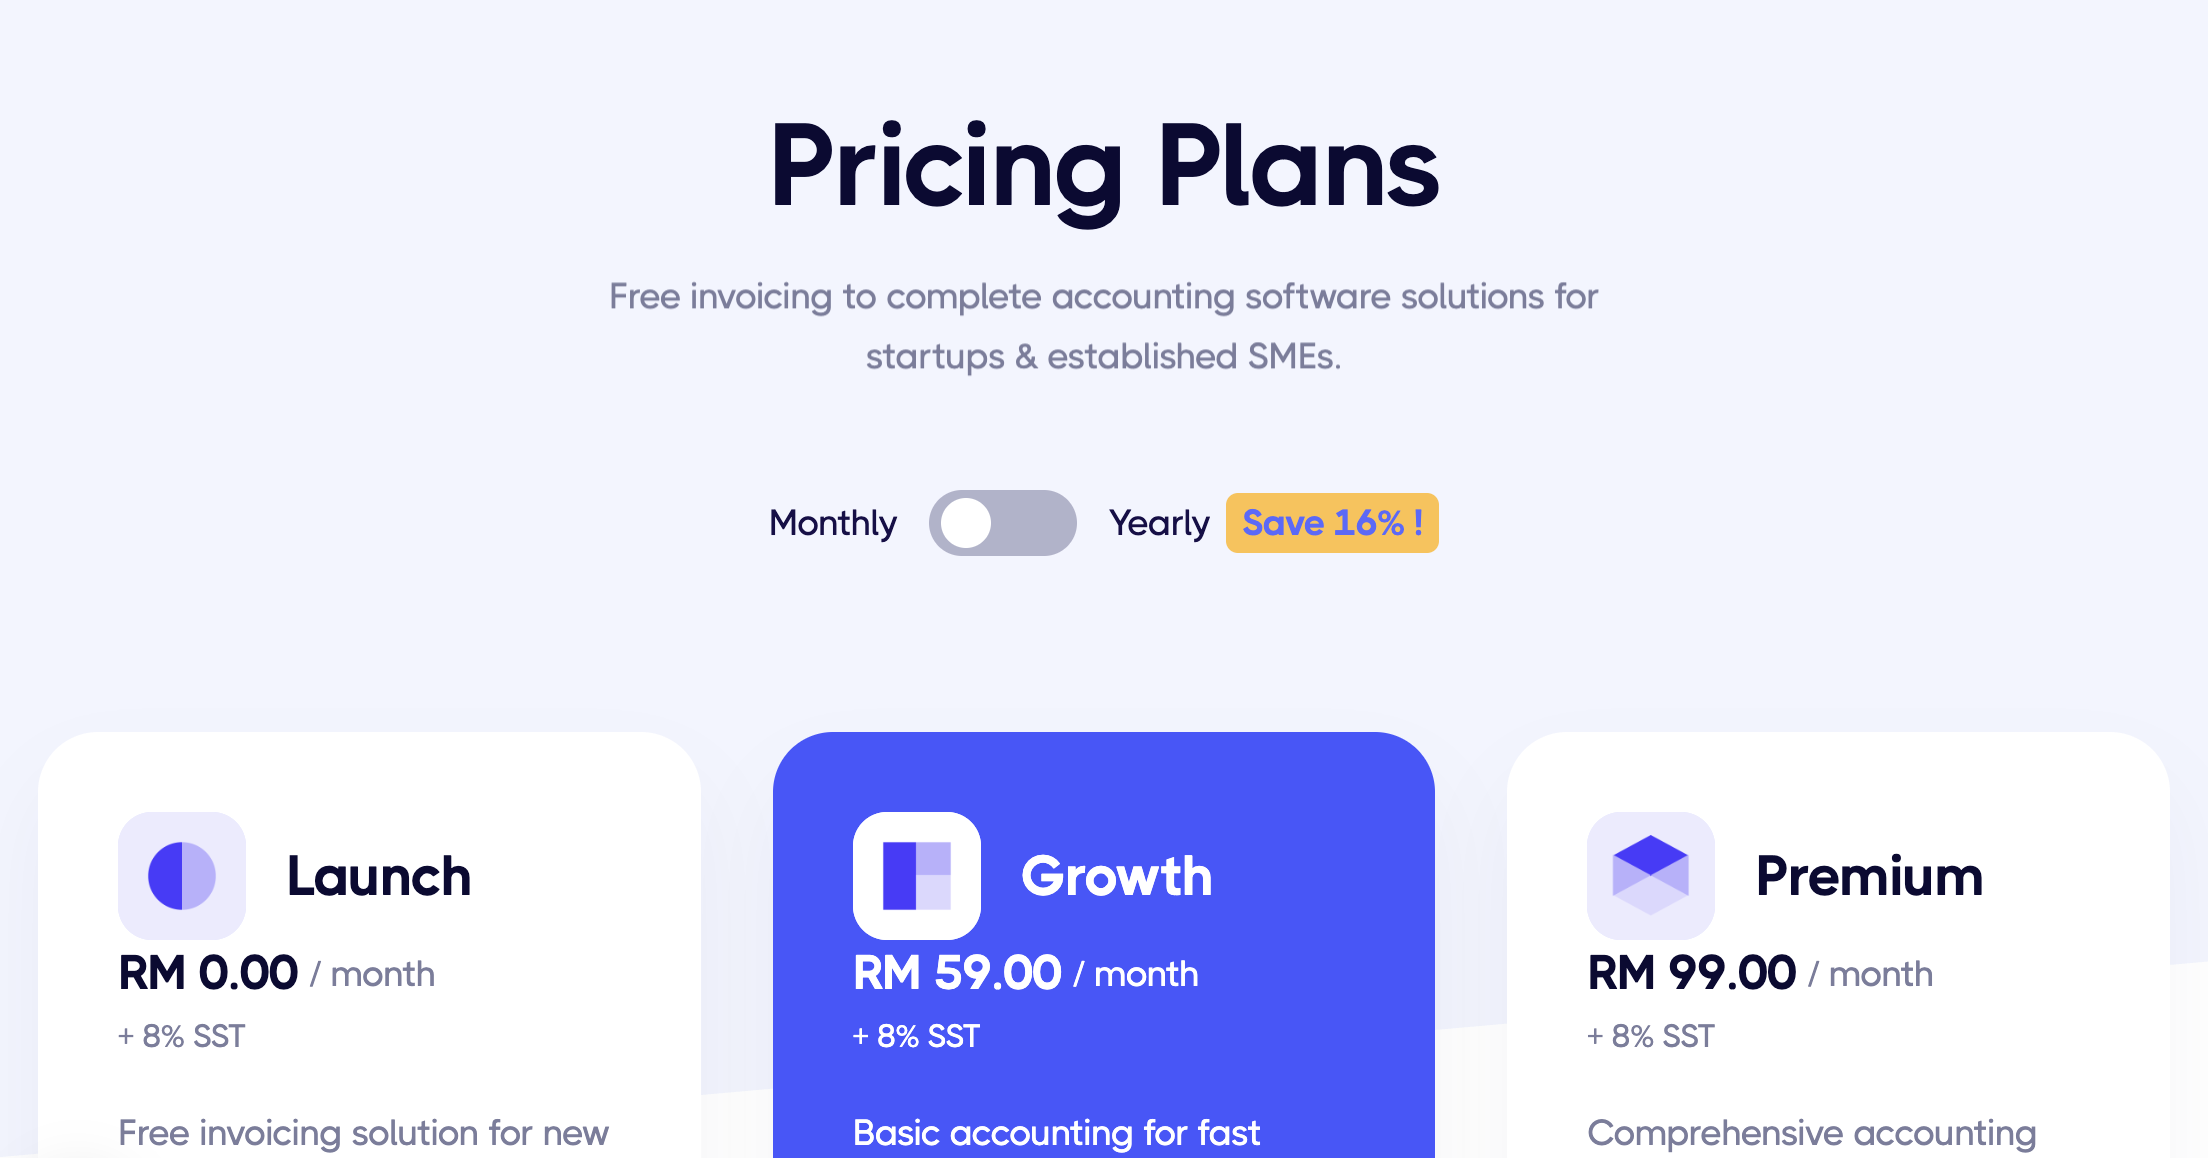 Pricing Plans
Free invoicing to complete accounting software solutions for
startups & established SMEs.
Monthly Yearly Save 16% !
Launch
RM 0.00 / month
+ 8% SST
Free invoicing solution for new
Growth
RM 59.00 / month
+ 8% SST
Basic accounting for fast
Premium
RM 99.00 / month
+ 8% SST
Comprehensive accounting